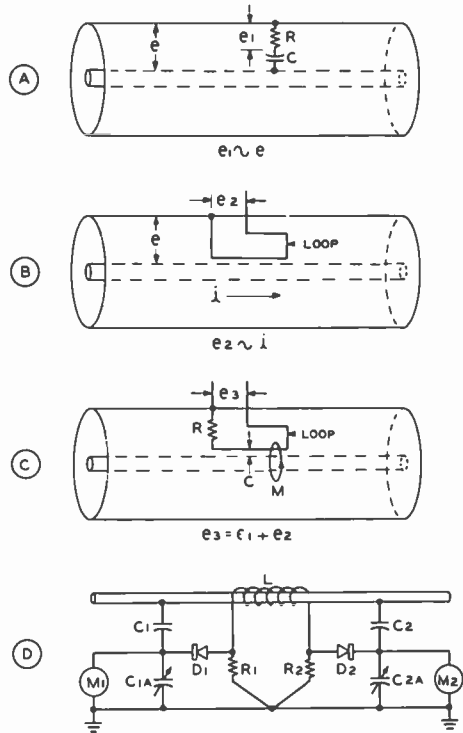 A
e
e1
R
C
e1 ~ e
B
e
e2
LOOP
i
e2 ~ i
C
e3
R
LOOP
C
M
e3 = e1 + e2
D
L
C1
C2
M1
C1A
D1
R1
R2
D2
C2A
M2